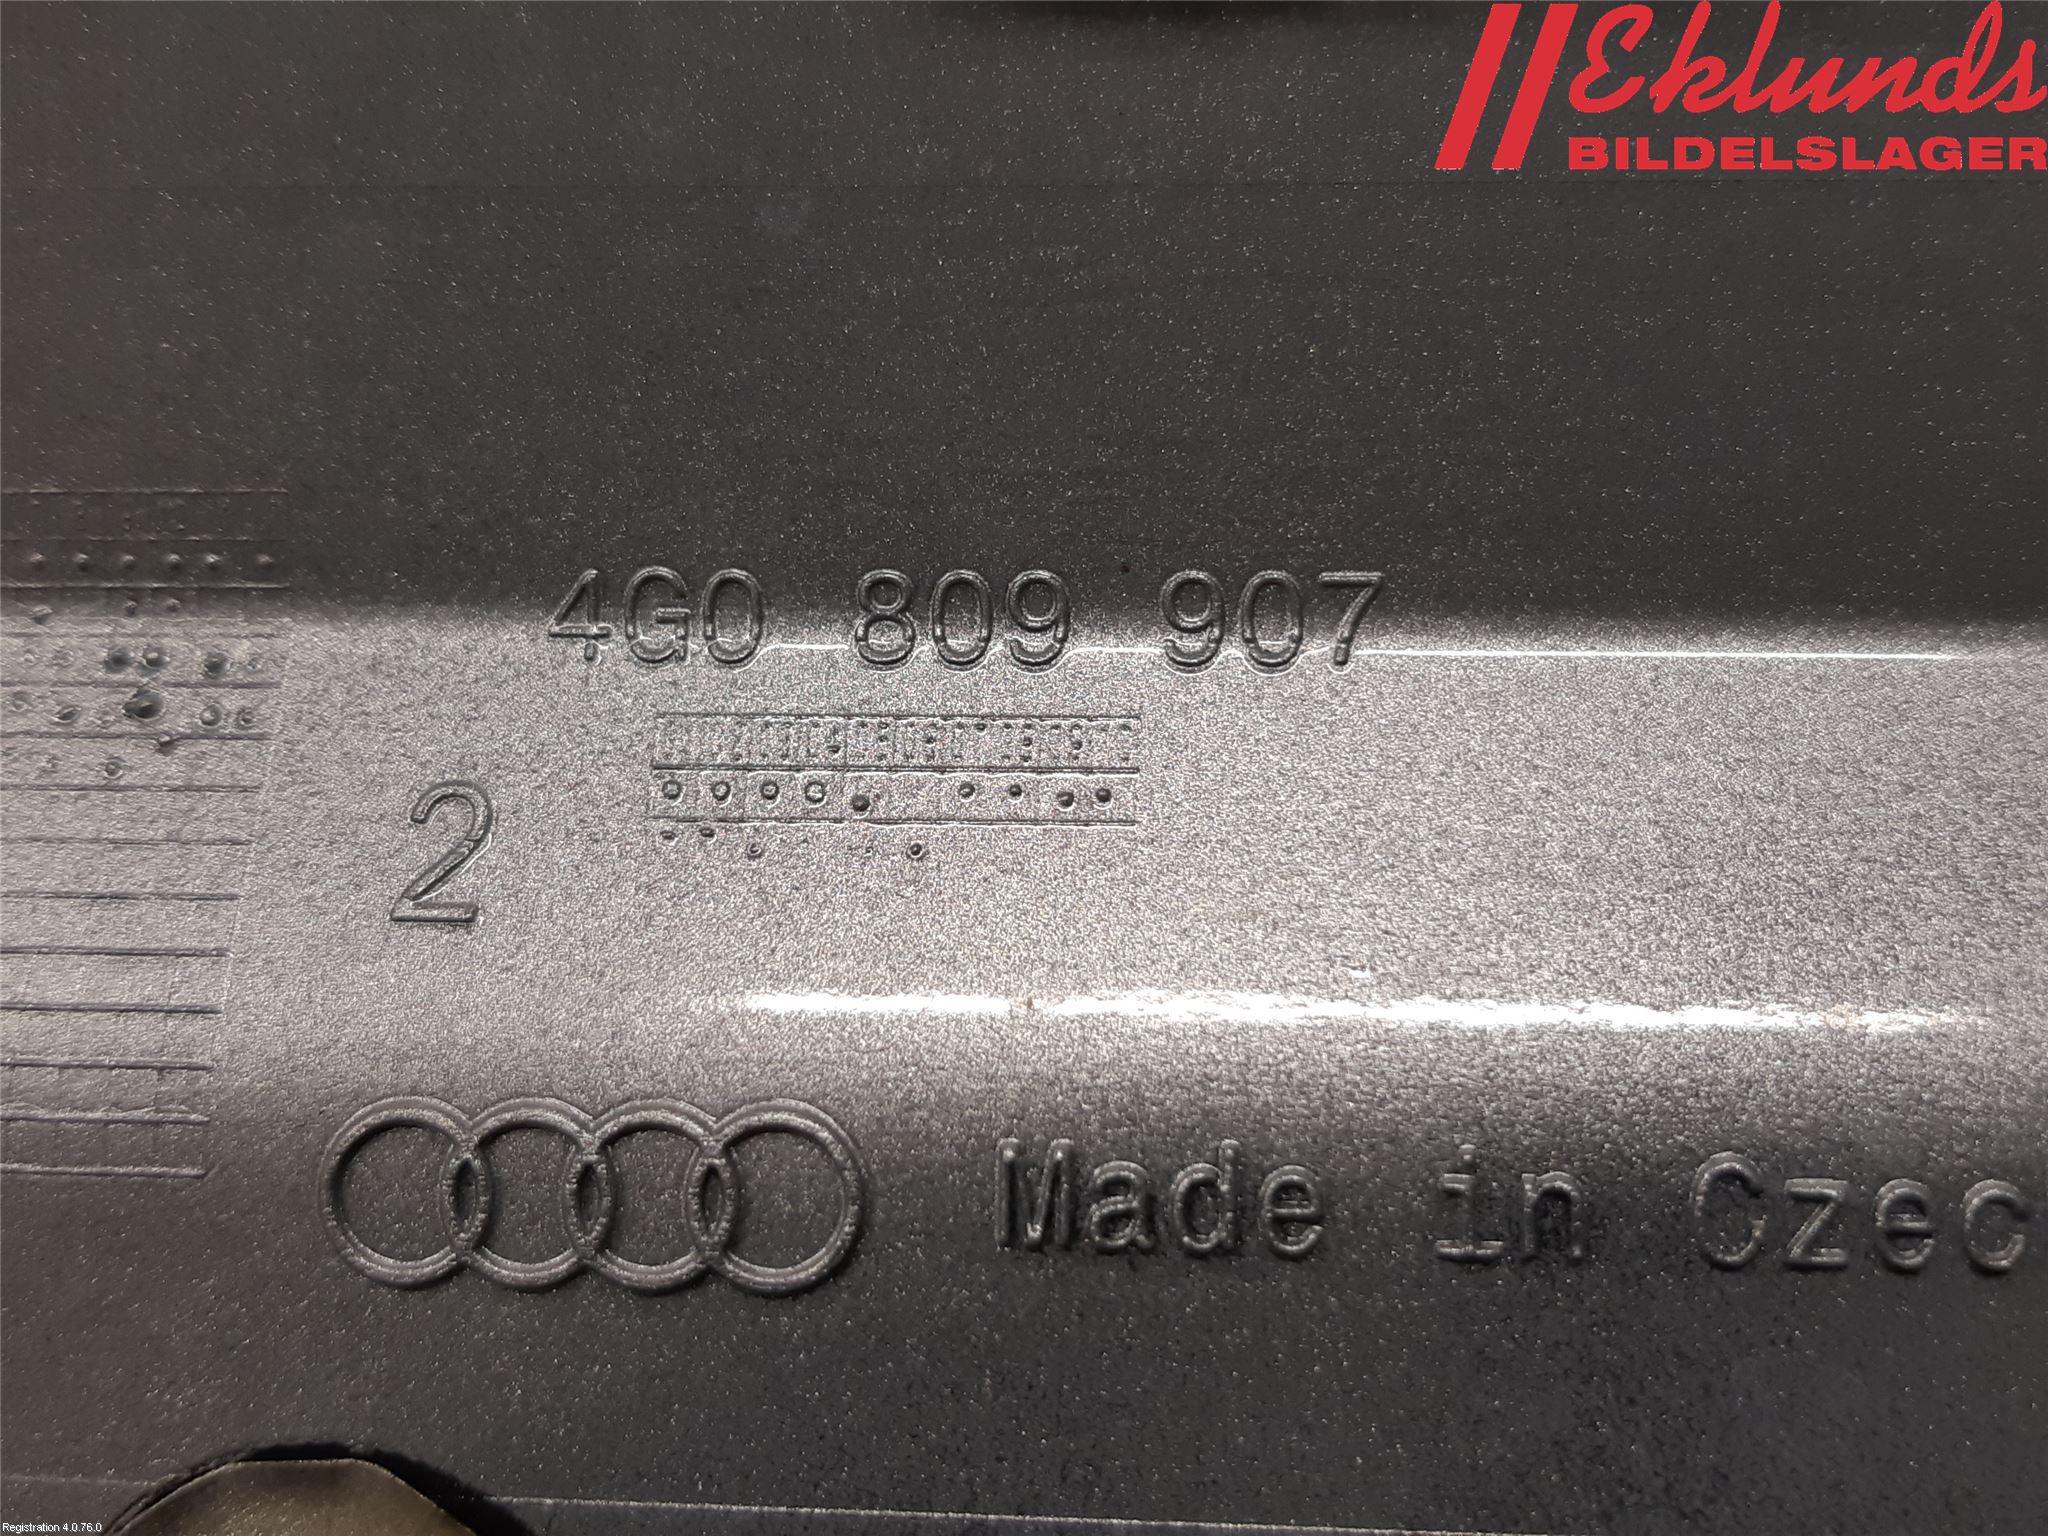 Eklunds
BILDELSLAGER
4G0 809 907
2
Made in Czec
Registration 4.0.76.0